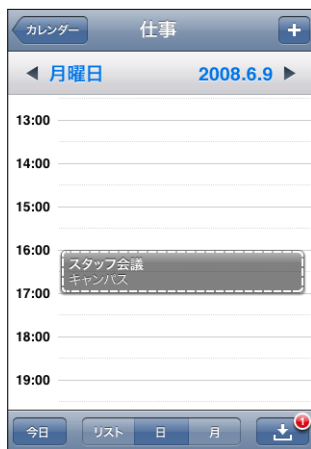 カレンダー 仕事 +
月曜日 2008.6.9
13:00
14:00
15:00
16:00
スタッフ会議
キャンパス
17:00
18:00
19:00
今日 リスト 日 月 1